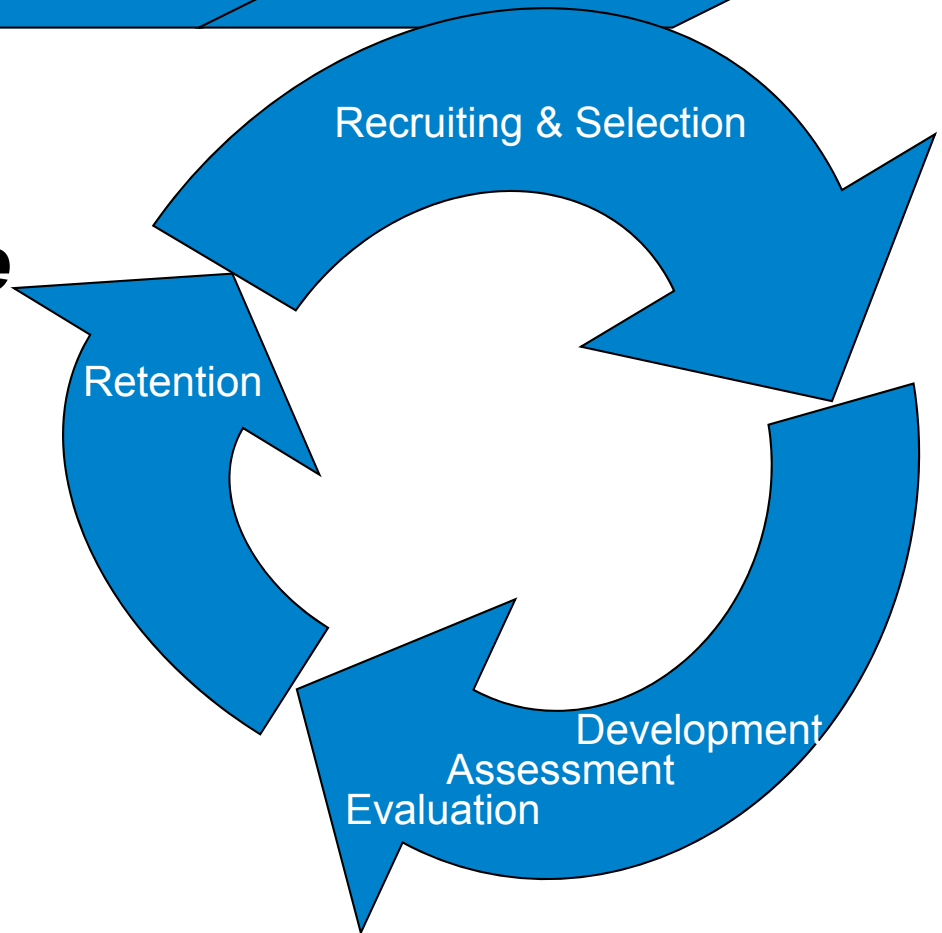 Recruiting & Selection
e
Retention
Development
Assessment
Evaluation